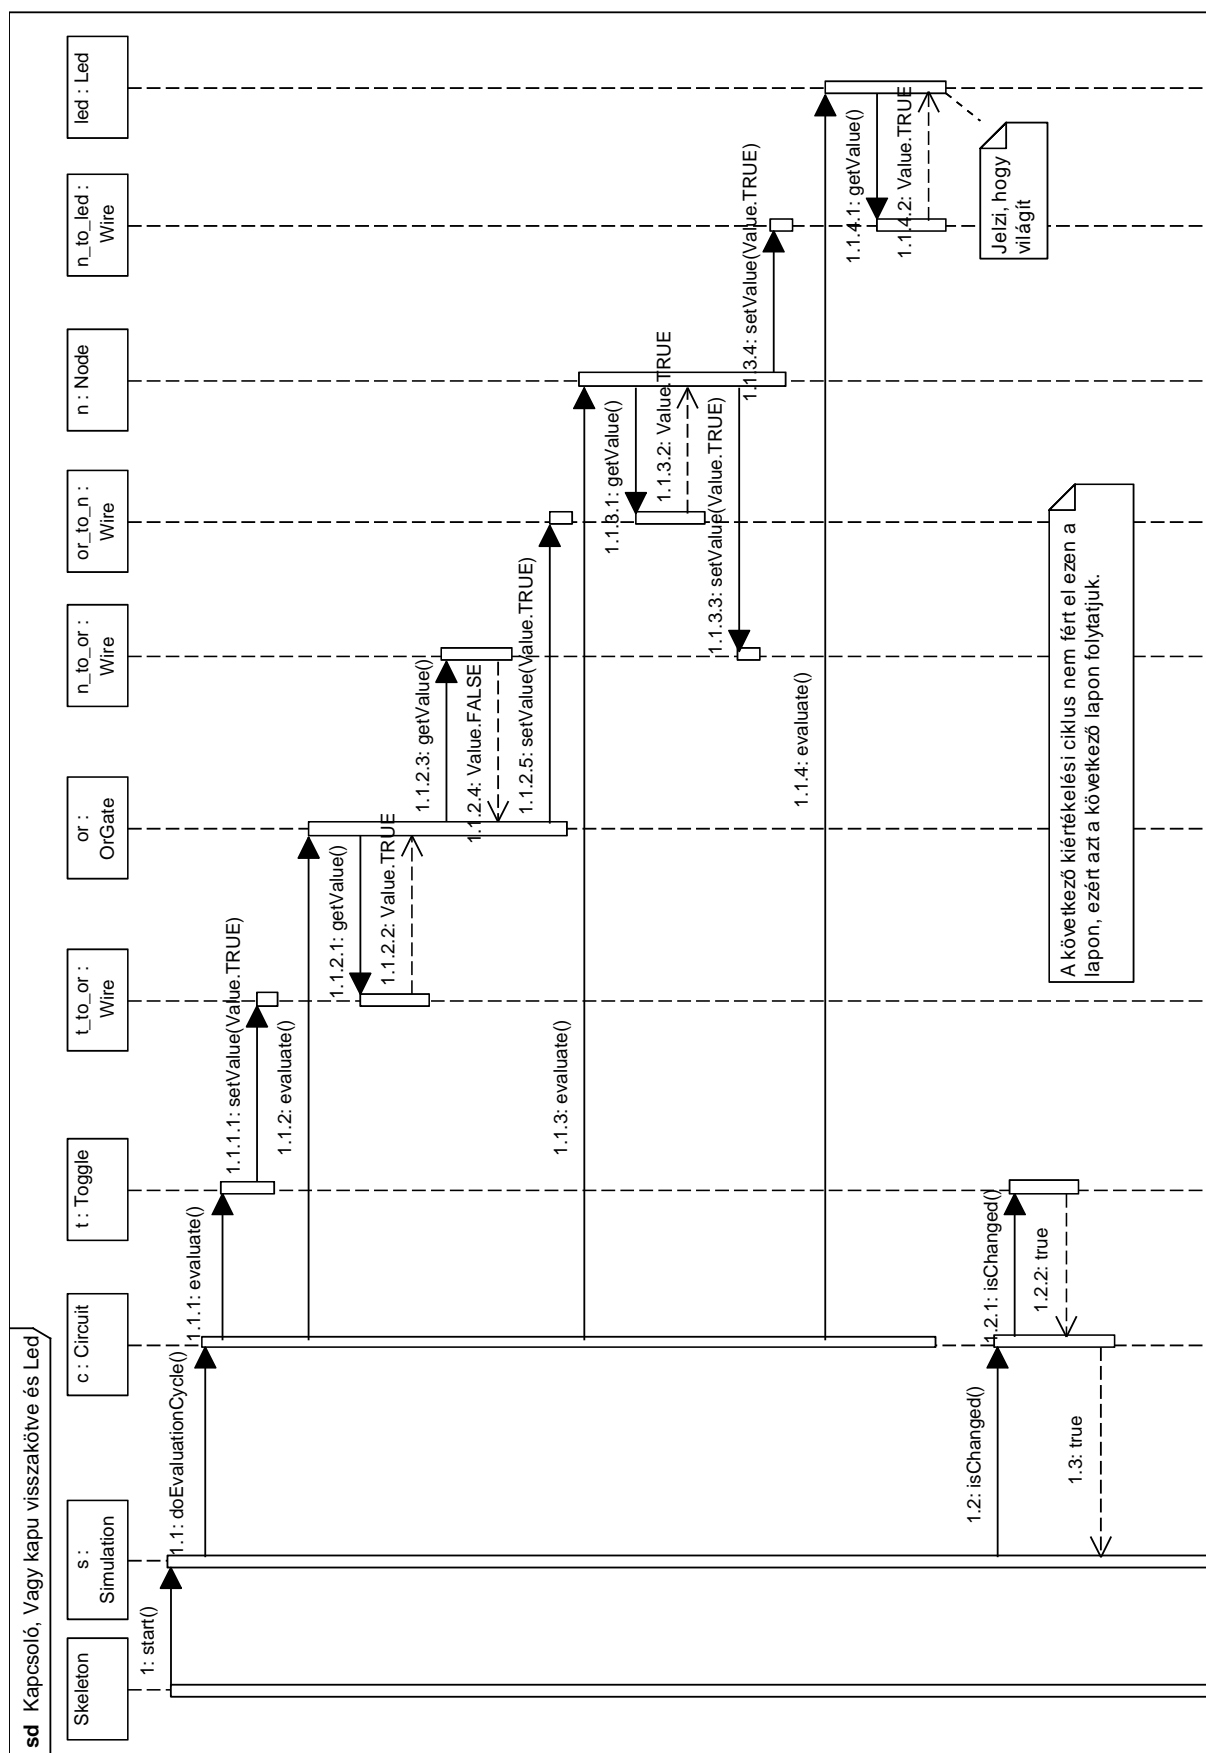 sd Kapcsoló, Vagy kapu visszakötve és Led
Skeleton
s :
Simulation
c : Circuit
t : Toggle
t_to_or :
Wire
or :
OrGate
n_to_or :
Wire
or_to_n :
Wire
n : Node
n_to_led :
Wire
led : Led
1: start()
1.1: doEvaluationCycle()
1.1.1: evaluate()
1.1.1.1: setValue(Value.TRUE)
1.1.2: evaluate()
1.1.2.1: getValue()
1.1.2.2: Value.TRUE
1.1.2.3: getValue()
1.1.2.4: Value.FALSE
1.1.2.5: setValue(Value.TRUE)
1.1.3: evaluate()
1.1.3.1: getValue()
1.1.3.2: Value.TRUE
1.1.3.3: setValue(Value.TRUE)
1.1.3.4: setValue(Value.TRUE)
1.1.4: evaluate()
1.1.4.1: getValue()
1.1.4.2: Value.TRUE
Jelzi, hogy
világít
1.2: isChanged()
1.2.1: isChanged()
1.2.2: true
1.3: true
A következő kiértékelési ciklus nem fért el ezen a
lapon, ezért azt a következő lapon folytatjuk.